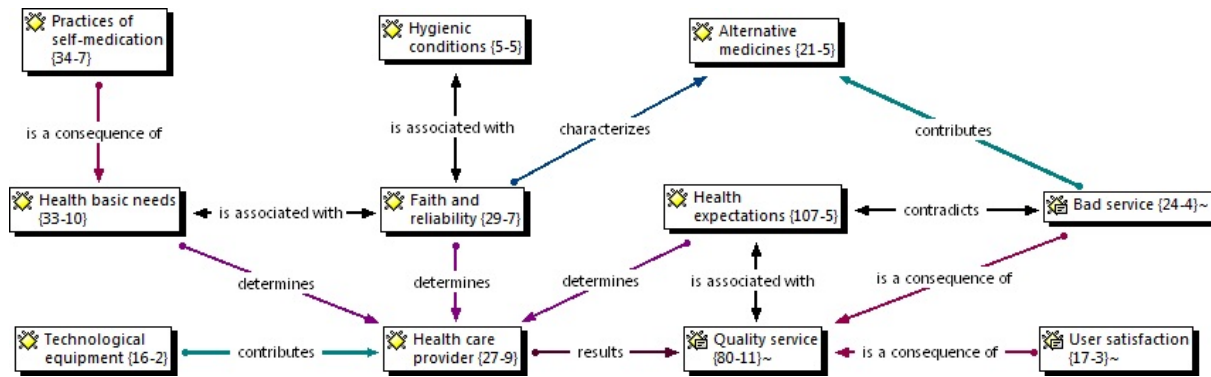 Practices of
self-medication
{34-7}
Hygienic
conditions {5-5}
Alternative
medicines {21-5}
is a consequence of
is associated with
characterizes
contributes
Health basic needs
{33-10}
is associated with
Faith and
reliability {29-7}
Health
expectations {107-5}
contradicts
Bad service {24-4}~
determines
determines
determines
is associated with
is a consequence of
Technological
equipment {16-2}
contributes
Health care
provider {27-9}
results
Quality service
{80-11}~
is a consequence of
User satisfaction
{17-3}~